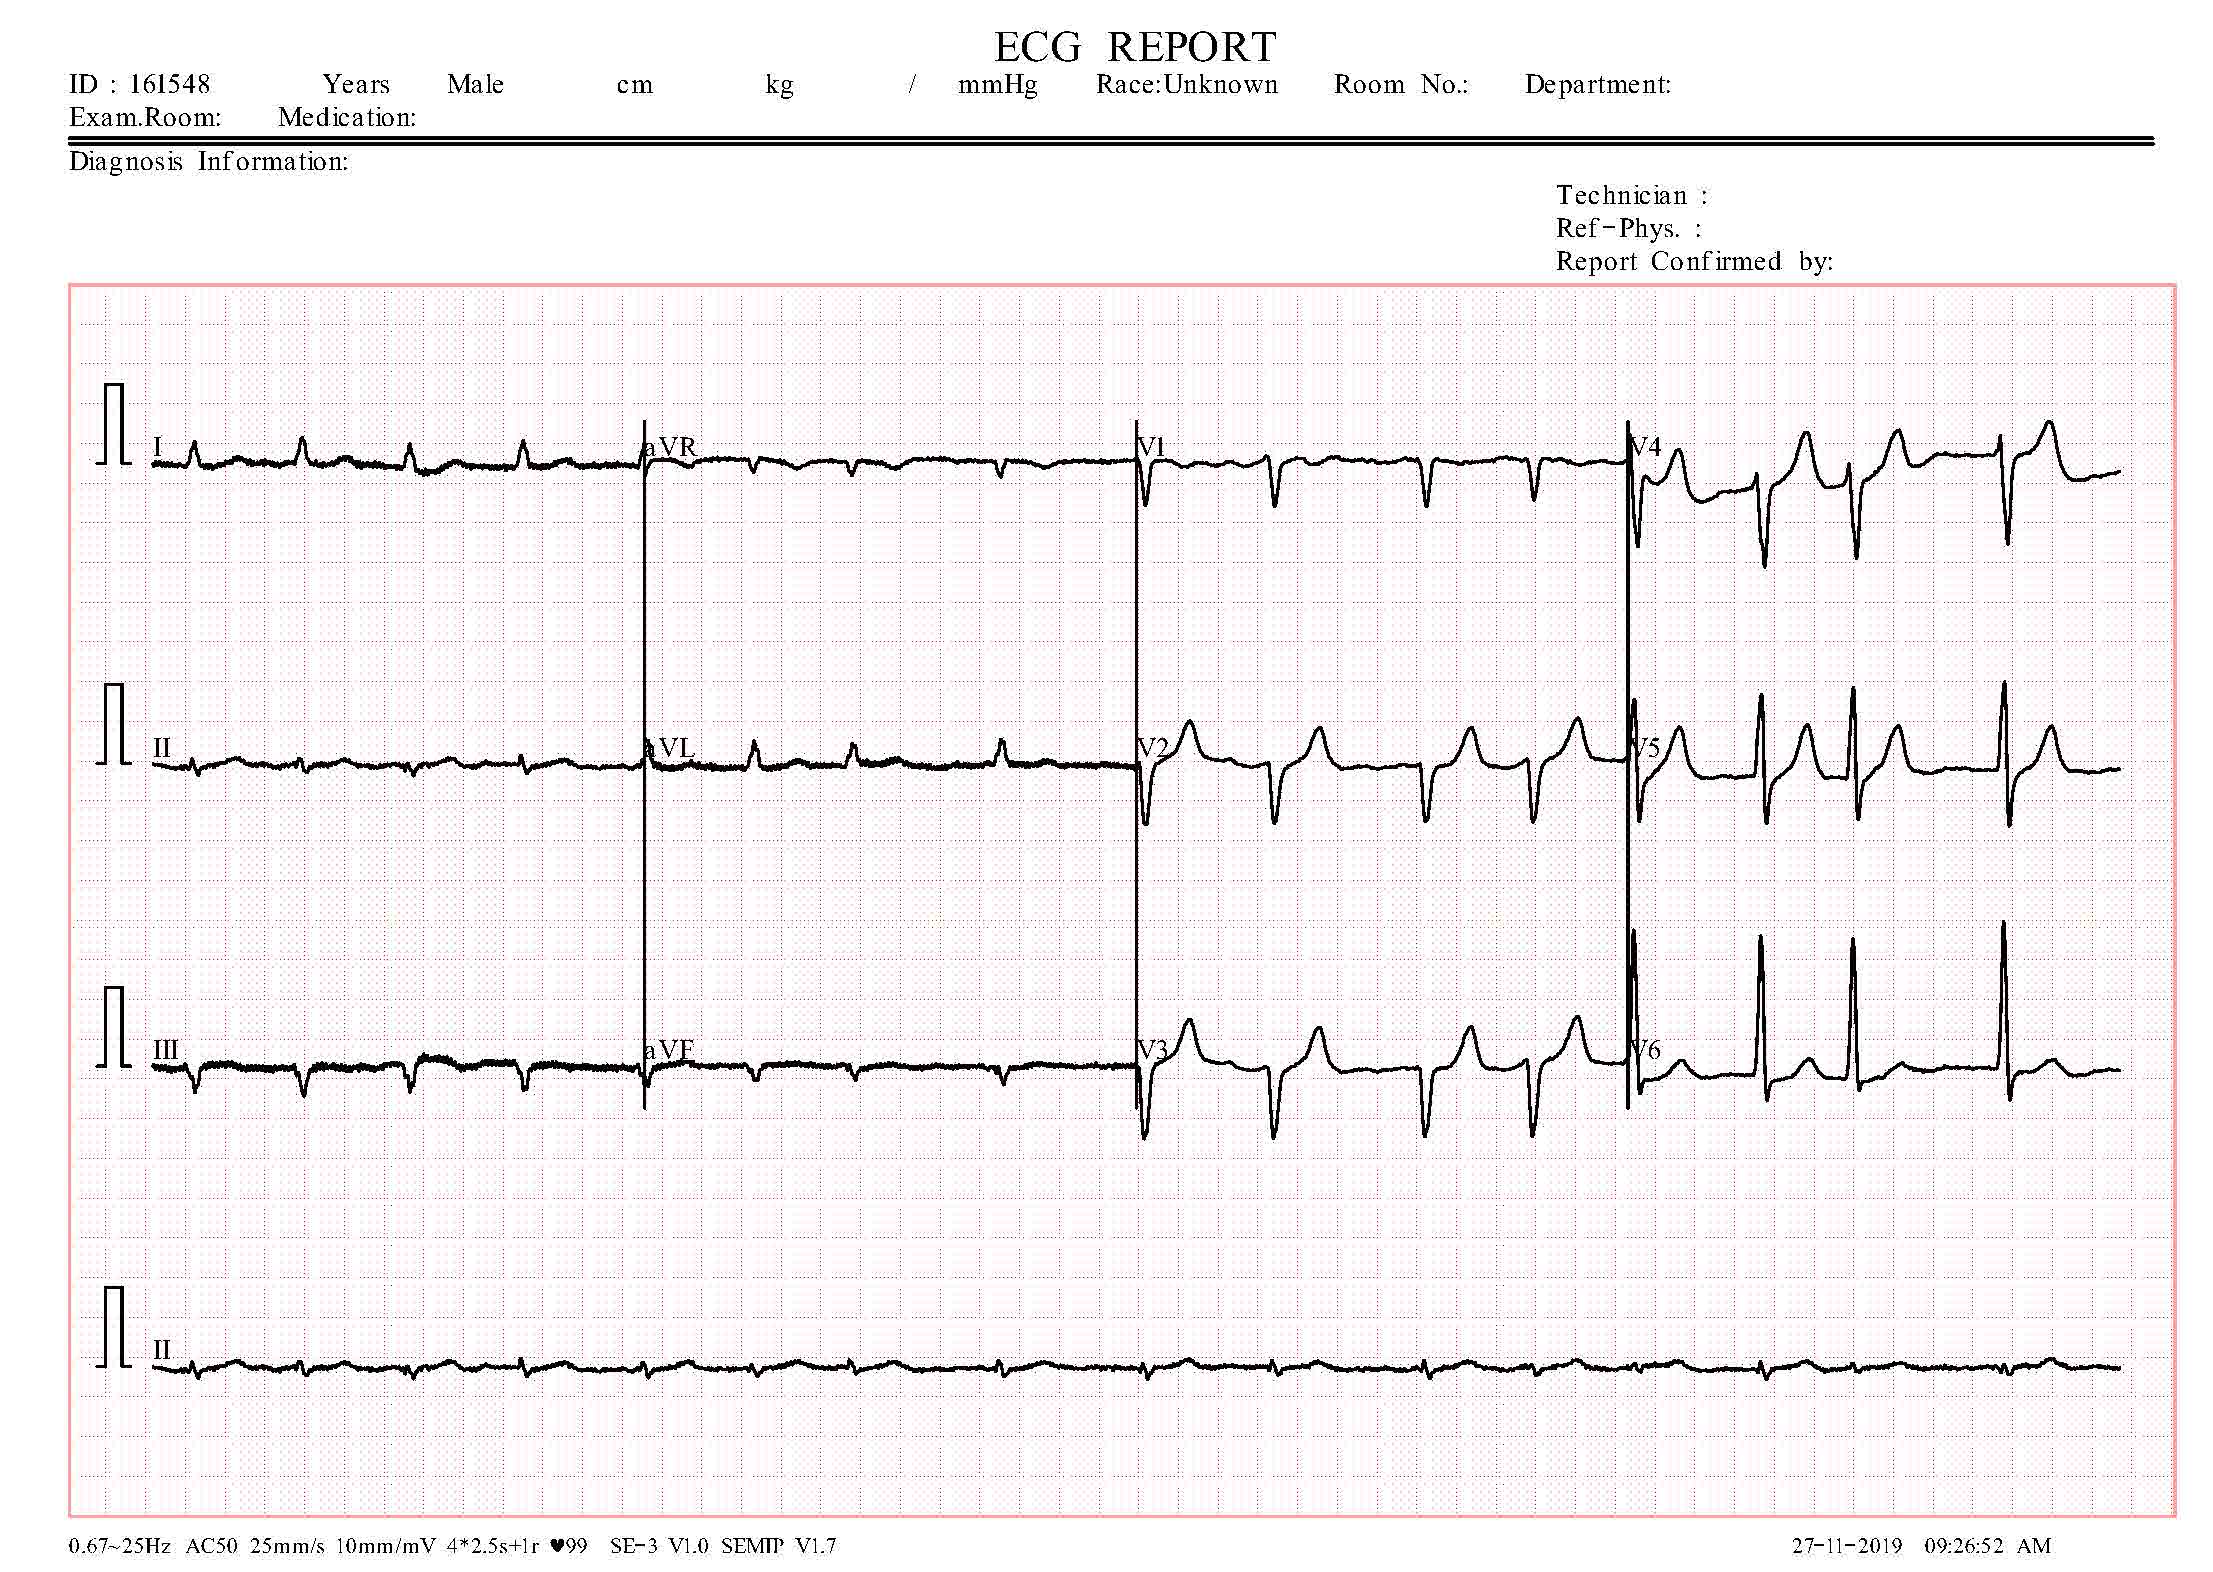 ECG REPORT
ID : 161548 Years Male cm kg / mmHg Race:Unknown Room No.: Department:
Exam.Room: Medication:
Diagnosis Information:
Technician :
Ref-Phys. :
Report Confirmed by:
I aVR V1 V4
II aVL V2 V5
III aVF V3 V6
II
0.67~25Hz AC50 25mm/s 10mm/mV 4*2.5s+1r ♥99 SE-3 V1.0 SEMIP V1.7 27-11-2019 09:26:52 AM